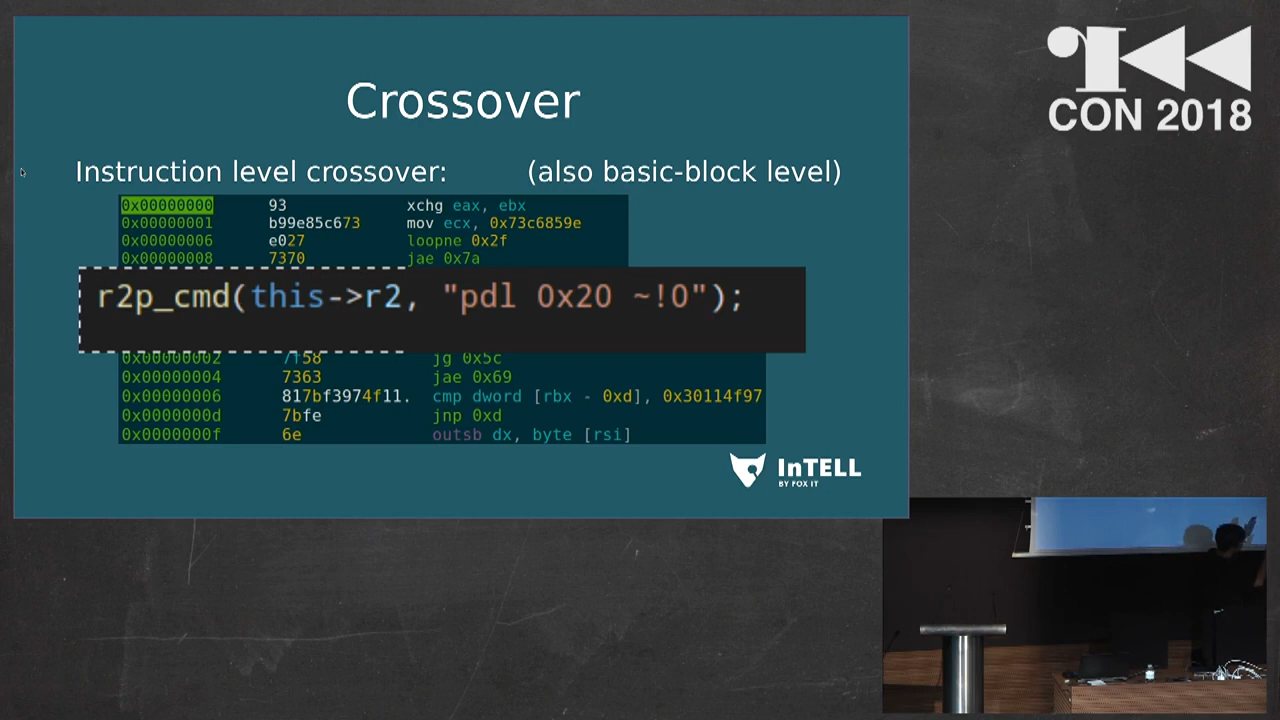 Crossover
Instruction level crossover: (also basic-block level)
0x00000000 93 xchg eax, ebx
0x00000001 b99e85c673 mov ecx, 0x73c6859e
0x00000006 e027 loopne 0x2f
0x00000008 7370 jae 0x7a
r2p_cmd(this->r2, "pdl 0x20 ~!0");
0x00000002 7f58 jg 0x5c
0x00000004 7363 jae 0x69
0x00000006 817bf3974f11. cmp dword [rbx - 0xd], 0x30114f97
0x0000000d 7bfe jnp 0xd
0x0000000f 6e outsb dx, byte [rsi]
InTELL
BY FOX IT
CON 2018